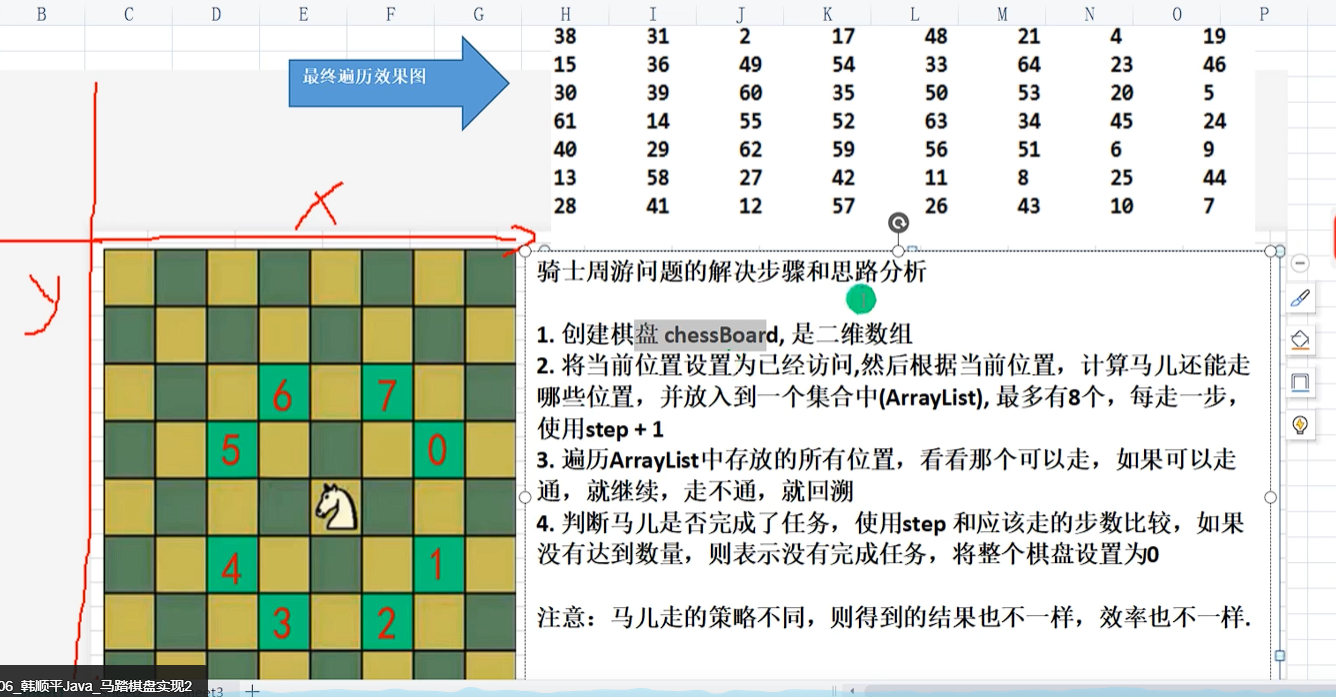 B C D E F G H I J K L M N O P
最终遍历效果图
38 31 2 17 48 21 4 19
15 36 49 54 33 64 23 46
30 39 60 35 50 53 20 5
61 14 55 52 63 34 45 24
40 29 62 59 56 51 6 9
13 58 27 42 11 8 25 44
28 41 12 57 26 43 10 7
X
y
6 7
5 0
4 1
3 2
骑士周游问题的解决步骤和思路分析
1. 创建棋盘 chessBoard, 是二维数组
2. 将当前位置设置为已经访问,然后根据当前位置，计算马儿还能走
哪些位置，并放入到一个集合中(ArrayList), 最多有8个，每走一步，
使用step + 1
3. 遍历ArrayList中存放的所有位置，看看那个可以走，如果可以走
通，就继续，走不通，就回溯
4. 判断马儿是否完成了任务，使用step 和应该走的步数比较，如果
没有达到数量，则表示没有完成任务，将整个棋盘设置为0
注意：马儿走的策略不同，则得到的结果也不一样，效率也不一样.
06_韩顺平Java_马踏棋盘实现2